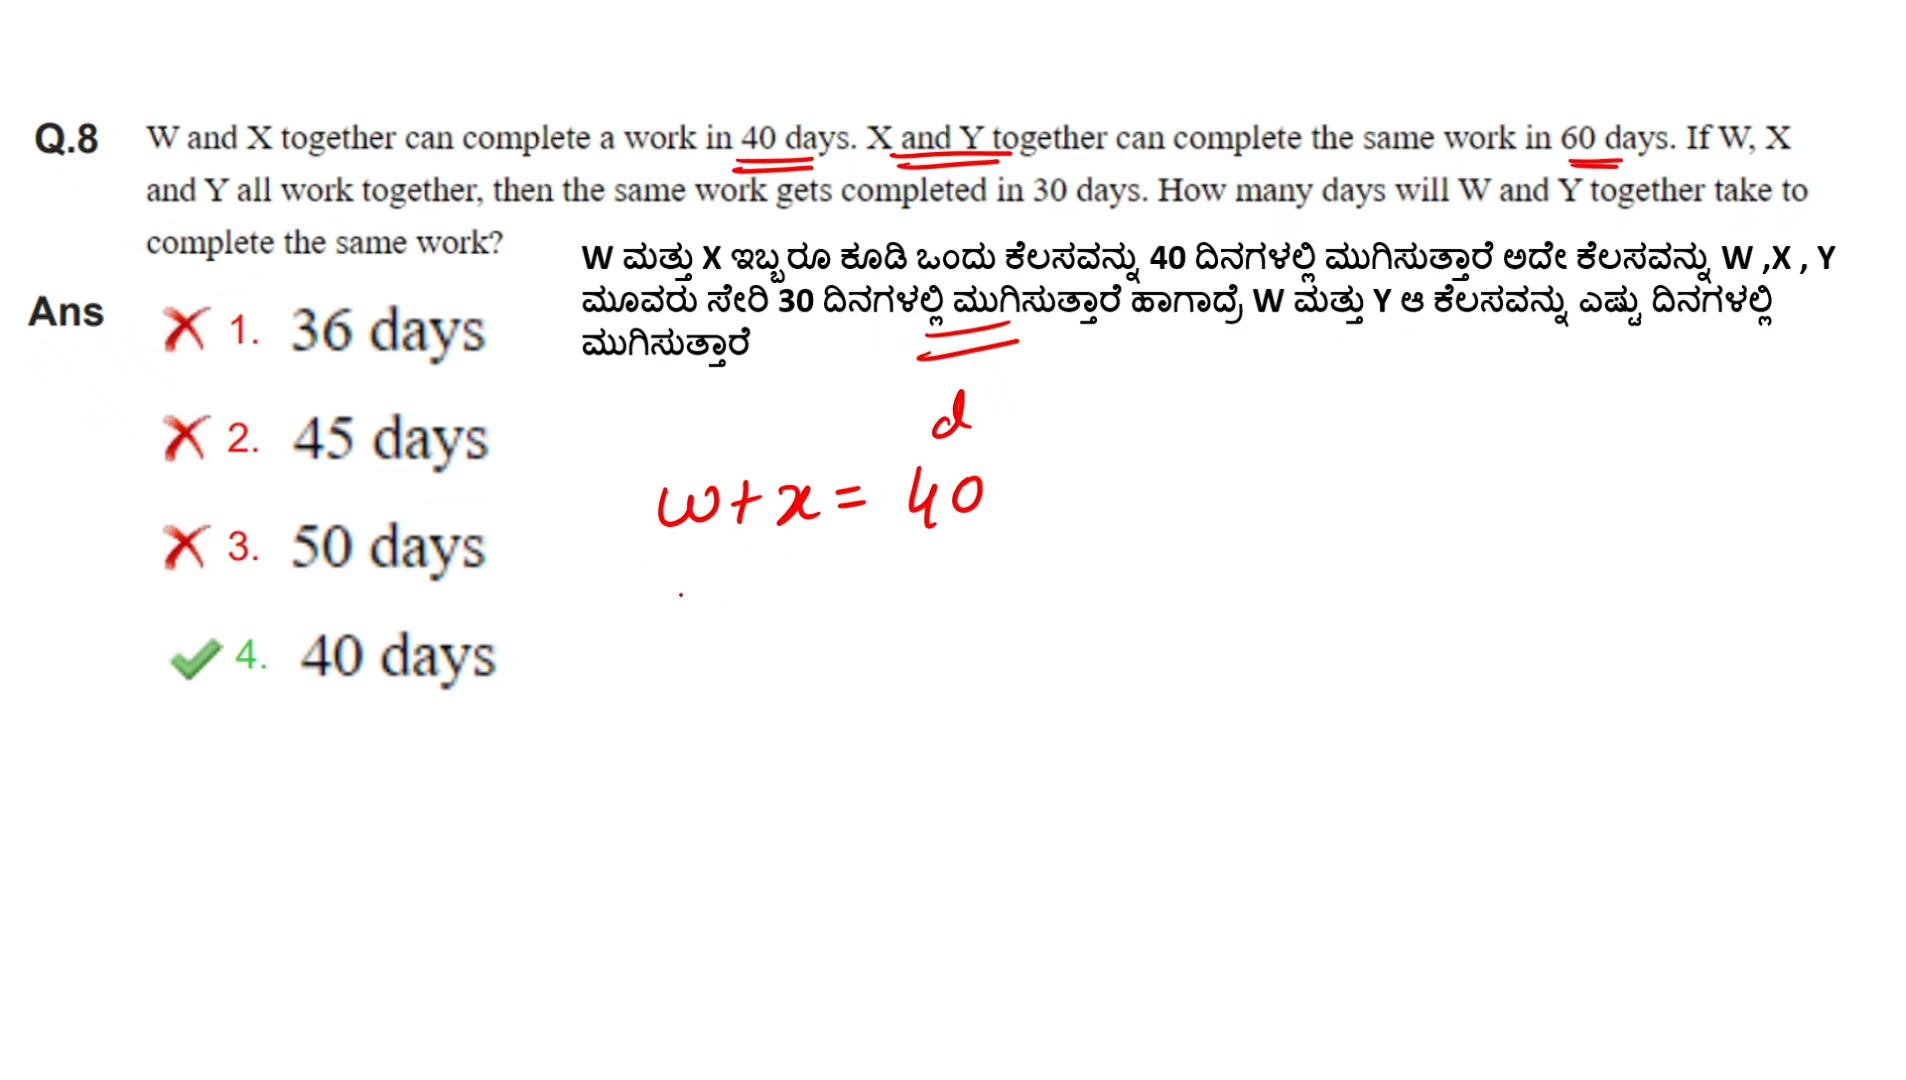 Q.8 W and X together can complete a work in 40 days. X and Y together can complete the same work in 60 days. If W, X
and Y all work together, then the same work gets completed in 30 days. How many days will W and Y together take to
complete the same work?
W ಮತ್ತು X ಇಬ್ಬರೂ ಕೂಡಿ ಒಂದು ಕೆಲಸವನ್ನು 40 ದಿನಗಳಲ್ಲಿ ಮುಗಿಸುತ್ತಾರೆ ಅದೇ ಕೆಲಸವನ್ನು W ,X , Y
ಮೂವರು ಸೇರಿ 30 ದಿನಗಳಲ್ಲಿ ಮುಗಿಸುತ್ತಾರೆ ಹಾಗಾದ್ರೆ W ಮತ್ತು Y ಆ ಕೆಲಸವನ್ನು ಎಷ್ಟು ದಿನಗಳಲ್ಲಿ
ಮುಗಿಸುತ್ತಾರೆ
Ans 1. 36 days
2. 45 days
3. 50 days
4. 40 days
d
w+x= 40